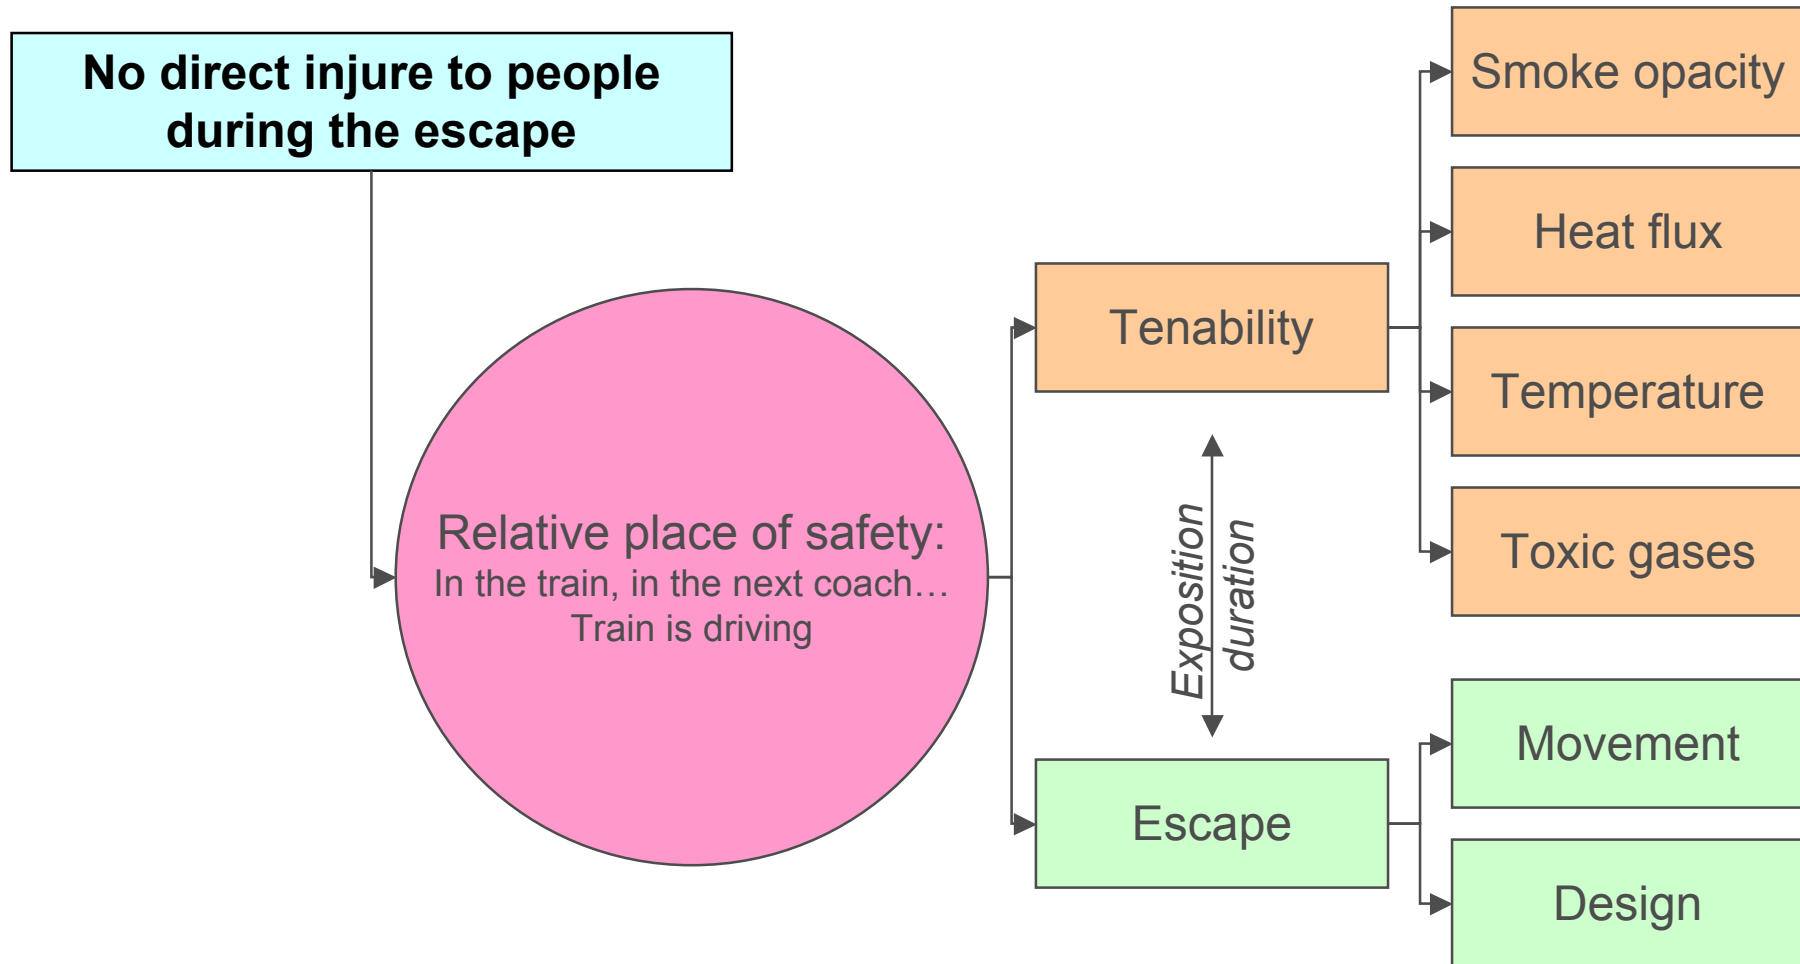 No direct injure to people
during the escape
Relative place of safety:
In the train, in the next coach…
Train is driving
Tenability
Exposition
duration
Escape
Smoke opacity
Heat flux
Temperature
Toxic gases
Movement
Design